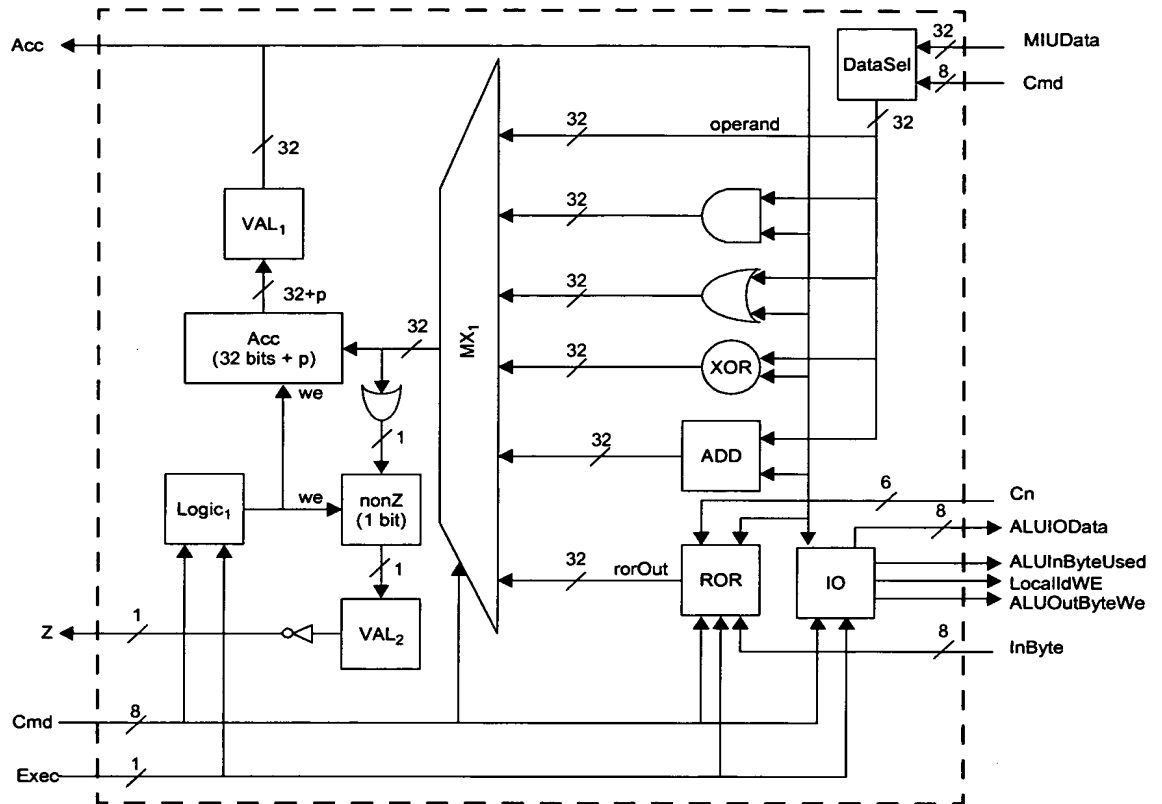 Acc
32
MIUData
DataSel
8
Cmd
32
operand
32
32
VAL₁
32
32+p
32
Acc
(32 bits + p)
32
MX₁
32
XOR
we
1
32
ADD
Logic₁
we
nonZ
(1 bit)
6
Cn
8
ALUIOData
1
32
rorOut
ROR
IO
ALUInByteUsed
LocalIdWE
ALUOutByteWe
Z
1
VAL₂
8
InByte
Cmd
8
Exec
1